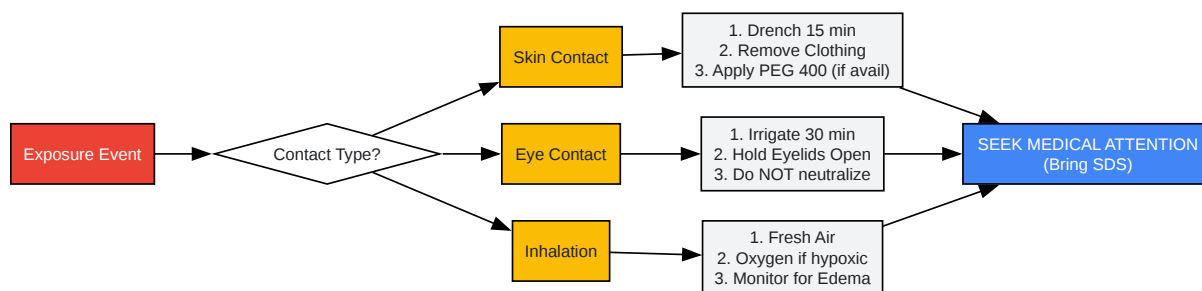 Exposure Event
Contact Type?
Skin Contact
1. Drench 15 min
2. Remove Clothing
3. Apply PEG 400 (if avail)
Eye Contact
1. Irrigate 30 min
2. Hold Eyelids Open
3. Do NOT neutralize
Inhalation
1. Fresh Air
2. Oxygen if hypoxic
3. Monitor for Edema
SEEK MEDICAL ATTENTION
(Bring SDS)